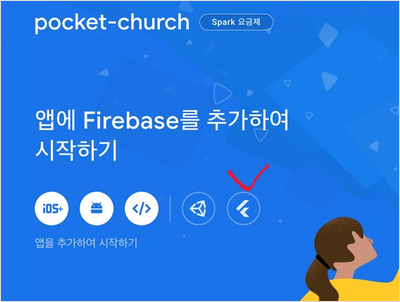 pocket-church
Spark 요금제
앱에 Firebase를 추가하여
시작하기
iOS+
</>
앱을 추가하여 시작하기